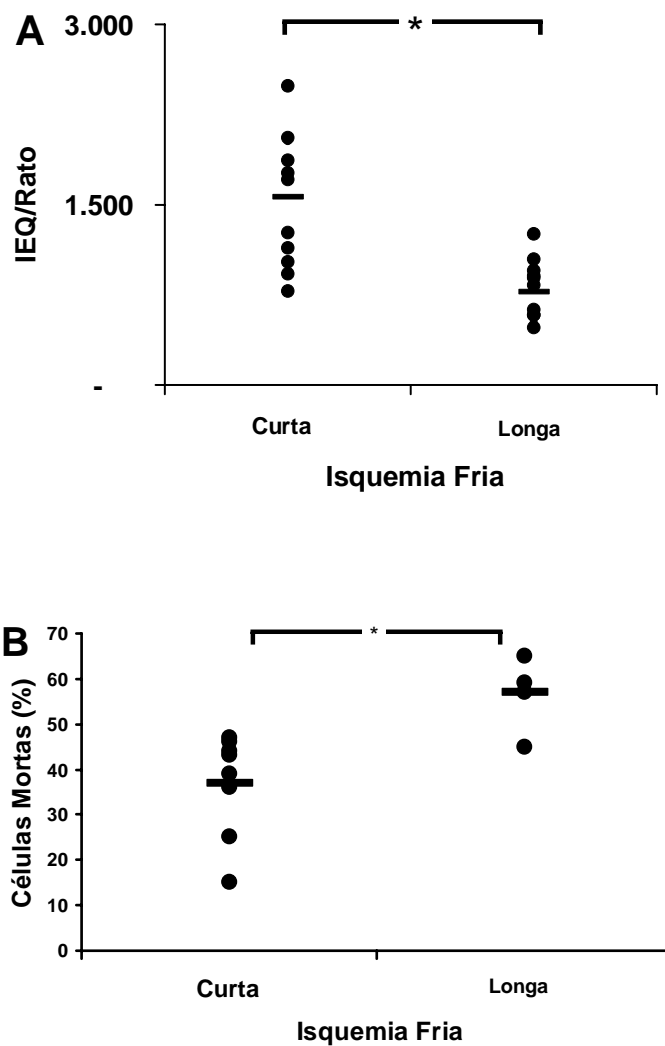 A
3.000
*
1.500
-
IEQ/Rato
Curta
Longa
Isquemia Fria
B
70
*
60
50
40
30
20
10
0
Células Mortas (%)
Curta
Longa
Isquemia Fria